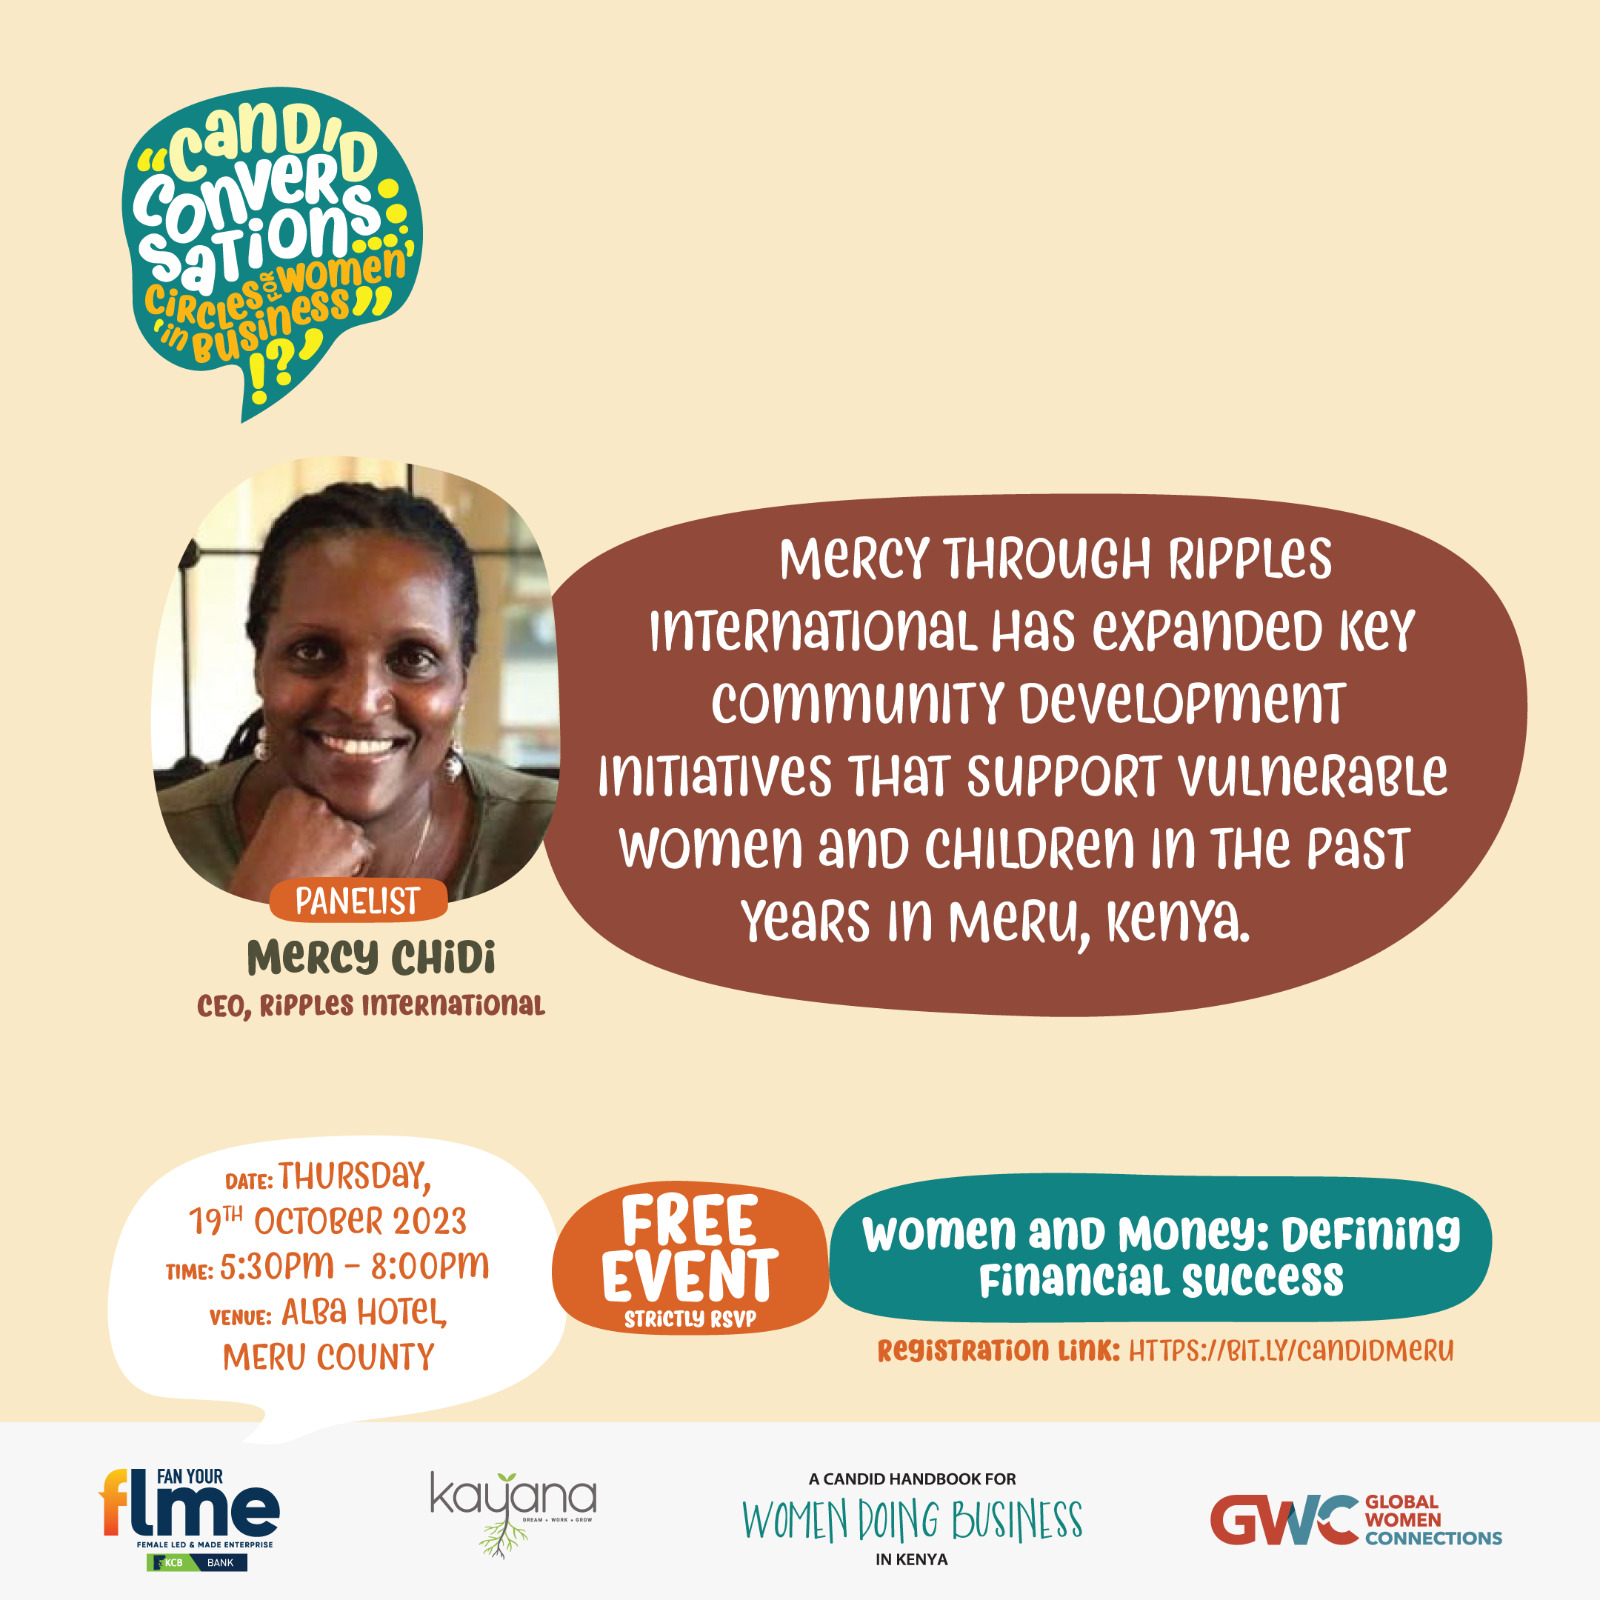 "Candid
Conver
sations...
Circles for Women
in Business"
!?
Mercy through Ripples
International has expanded key
community development
initiatives that support vulnerable
women and children in the past
years in Meru, Kenya.
PANELIST
Mercy Chidi
CEO, Ripples International
DATE: THURSDAY,
19TH OCTOBER 2023
TIME: 5:30PM – 8:00PM
VENUE: ALBA HOTEL,
MERU COUNTY
FREE
EVENT
STRICTLY RSVP
Women and Money: Defining
Financial success
Registration Link: HTTPS://BIT.LY/CANDIDMERU
FAN YOUR
flme
FEMALE LED & MADE ENTERPRISE
KCB BANK
kayana
DREAM • WORK • GROW
A CANDID HANDBOOK FOR
WOMEN DOING BUSINESS
IN KENYA
GWC GLOBAL
WOMEN
CONNECTIONS